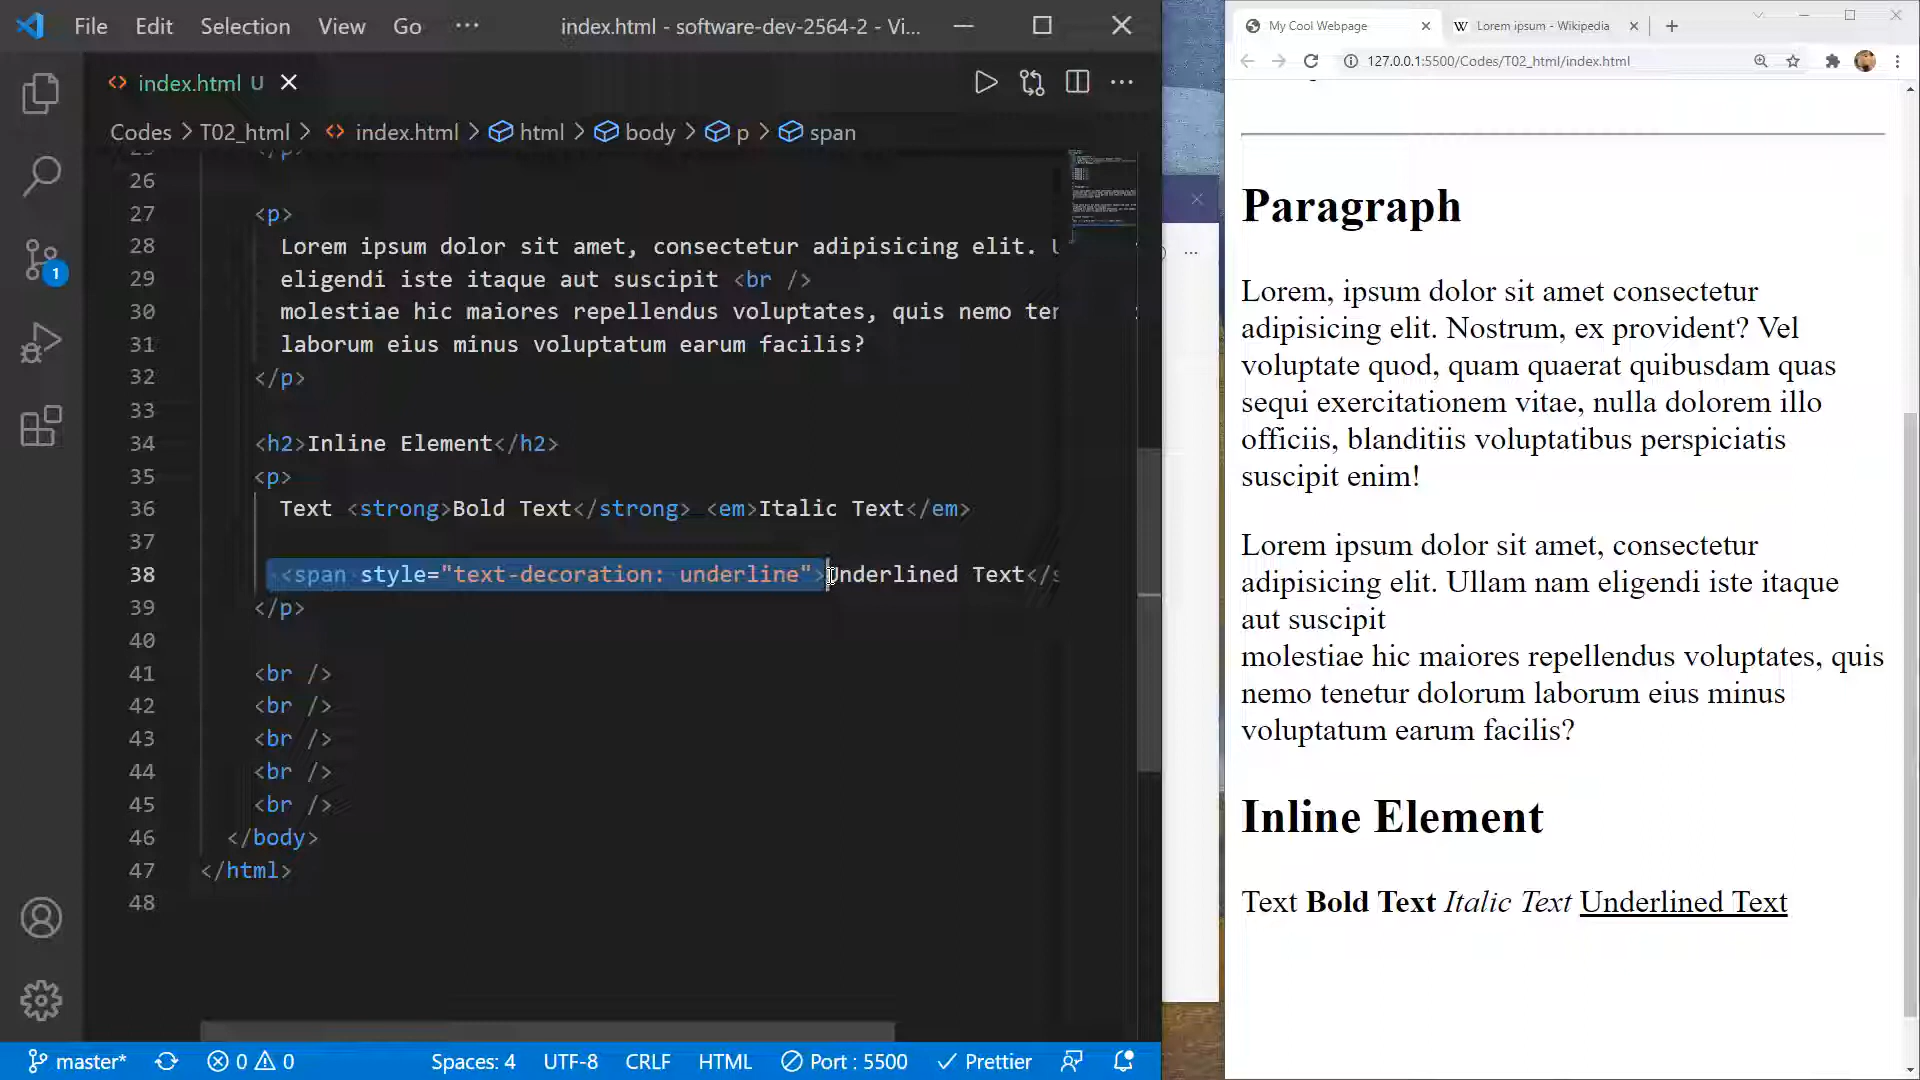 File Edit Selection View Go ··· index.html - software-dev-2564-2 - Vi...
index.html U
Codes > T02_html > index.html > html > body > p > span
25 </p>
26
27 <p>
28 Lorem ipsum dolor sit amet, consectetur adipisicing elit.
29 eligendi iste itaque aut suscipit <br />
30 molestiae hic maiores repellendus voluptates, quis nemo
31 laborum eius minus voluptatum earum facilis?
32 </p>
33
34 <h2>Inline Element</h2>
35 <p>
36 Text <strong>Bold Text</strong> <em>Italic Text</em>
37
38 <span style="text-decoration: underline">Underlined Text</
39 </p>
40
41 <br />
42 <br />
43 <br />
44 <br />
45 <br />
46 </body>
47 </html>
48
1
master* 0 0 Spaces: 4 UTF-8 CRLF HTML Port : 5500 Prettier
My Cool Webpage Lorem ipsum - Wikipedia
127.0.0.1:5500/Codes/T02_html/index.html
Paragraph
Lorem, ipsum dolor sit amet consectetur
adipisicing elit. Nostrum, ex provident? Vel
voluptate quod, quam quaerat quibusdam quas
sequi exercitationem vitae, nulla dolorem illo
officiis, blanditiis voluptatibus perspiciatis
suscipit enim!
Lorem ipsum dolor sit amet, consectetur
adipisicing elit. Ullam nam eligendi iste itaque
aut suscipit
molestiae hic maiores repellendus voluptates, quis
nemo tenetur dolorum laborum eius minus
voluptatum earum facilis?
Inline Element
Text Bold Text Italic Text Underlined Text